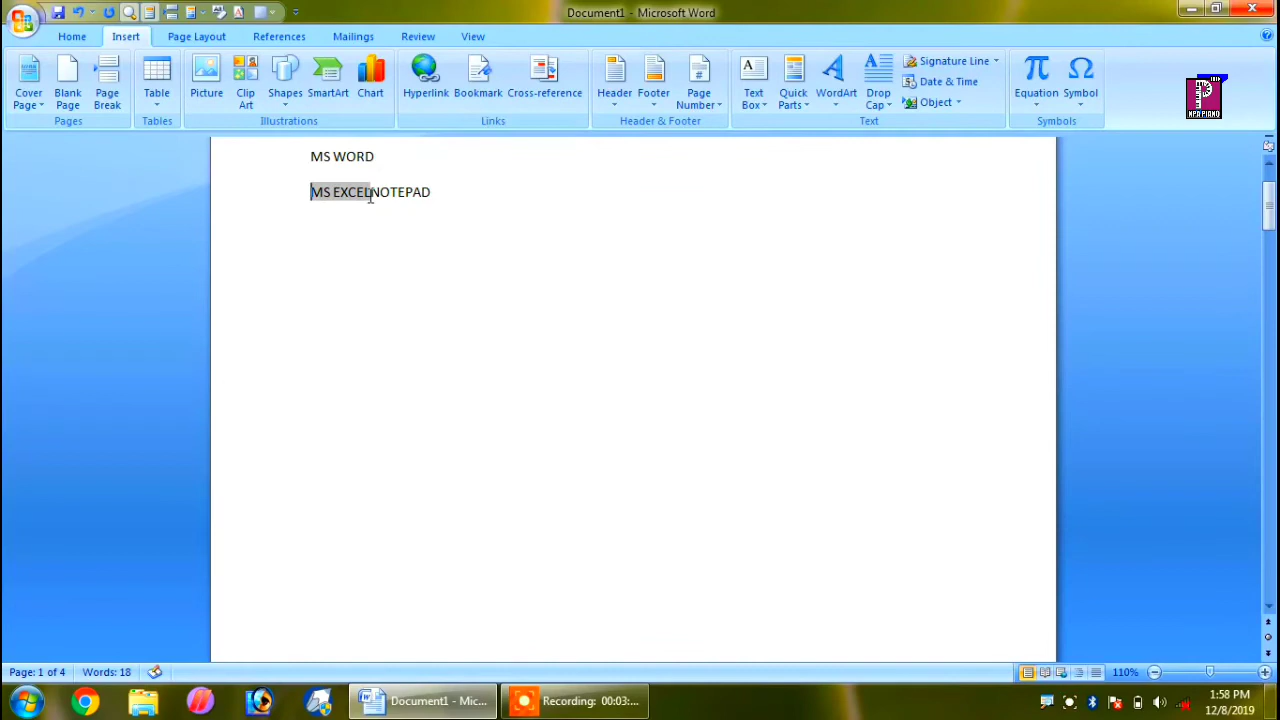 Document1 - Microsoft Word
Home Insert Page Layout References Mailings Review View
Cover Page Blank Page Page Break Table Picture Clip Art Shapes SmartArt Chart Hyperlink Bookmark Cross-reference Header Footer Page Number Text Box Quick Parts WordArt Drop Cap Signature Line Date & Time Object Equation Symbol
Pages Tables Illustrations Links Header & Footer Text Symbols
MPA PIANO
MS WORD
MS EXCELNOTEPAD
Page: 1 of 4 Words: 18 110%
Document1 - Mic... Recording: 00:03:... 1:58 PM
12/8/2019